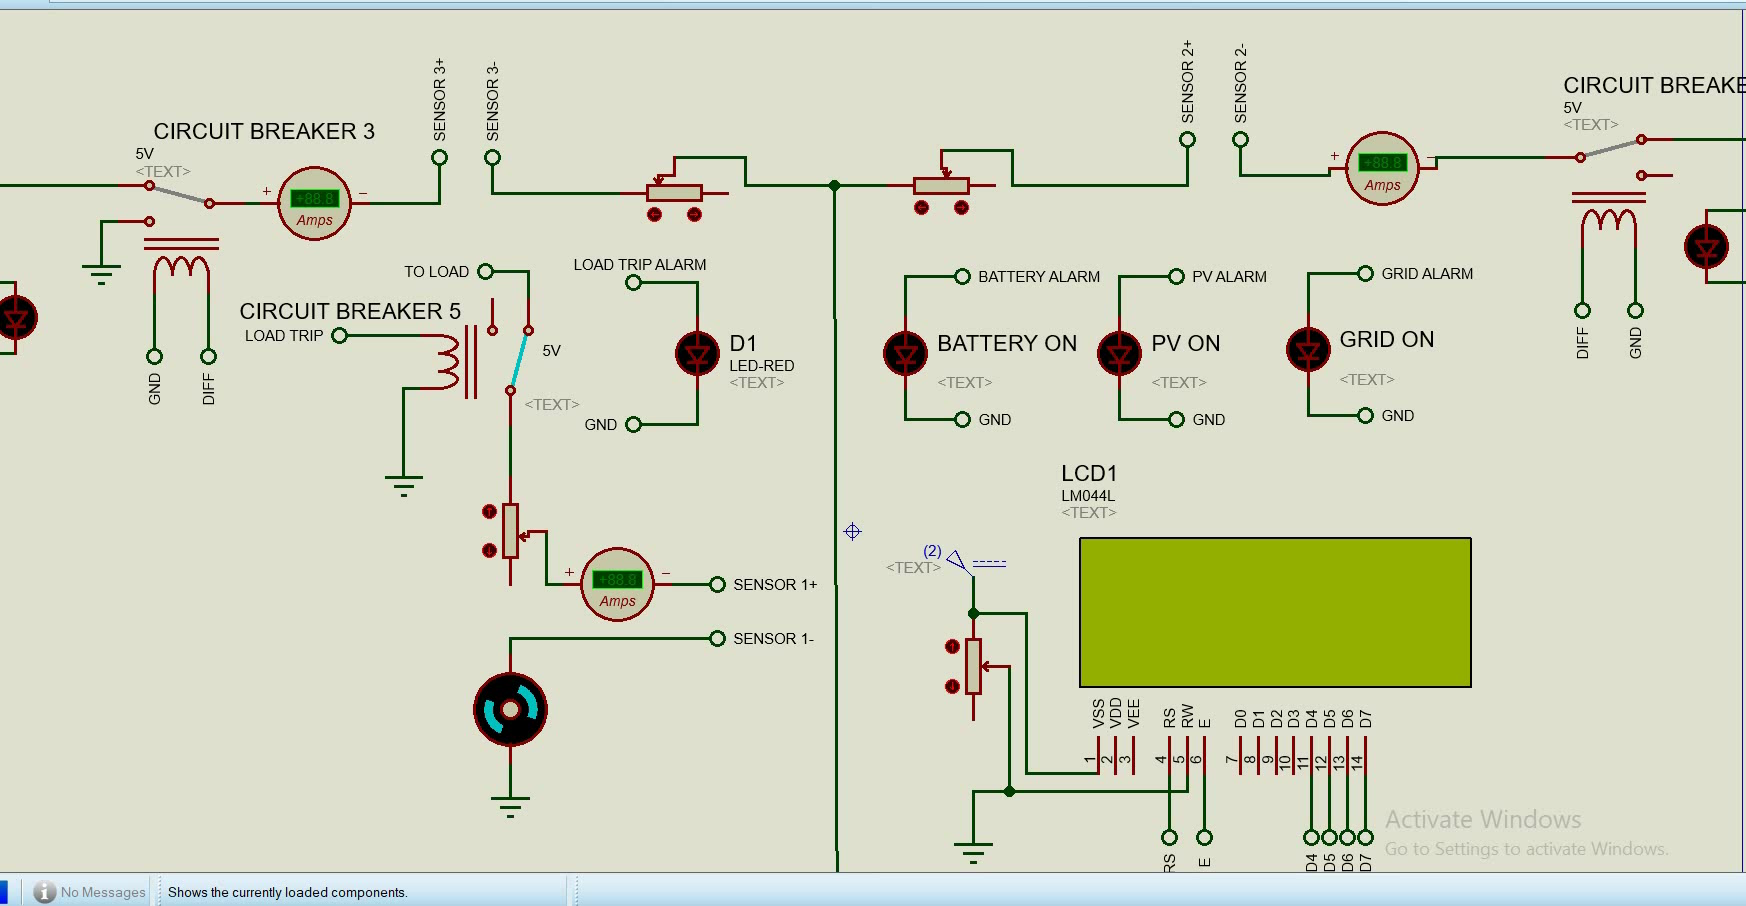 SENSOR 3+
SENSOR 3-
SENSOR 2+
SENSOR 2-
CIRCUIT BREAKE
5V
<TEXT>
CIRCUIT BREAKER 3
5V
<TEXT>
+
+88.8
Amps
−
+
+88.8
Amps
−
TO LOAD
LOAD TRIP ALARM
BATTERY ALARM
PV ALARM
GRID ALARM
CIRCUIT BREAKER 5
LOAD TRIP
5V
<TEXT>
D1
LED-RED
<TEXT>
GND
BATTERY ON
<TEXT>
GND
PV ON
<TEXT>
GND
GRID ON
<TEXT>
GND
DIFF
GND
GND
DIFF
LCD1
LM044L
<TEXT>
(2)
<TEXT>
+
+88.8
Amps
−
SENSOR 1+
SENSOR 1-
VSS
VDD
VEE
RS
RW
E
D0
D1
D2
D3
D4
D5
D6
D7
1
2
3
4
5
6
7
8
9
10
11
12
13
14
RS
E
D4
D5
D6
D7
Activate Windows
Go to Settings to activate Windows.
No Messages
Shows the currently loaded components.